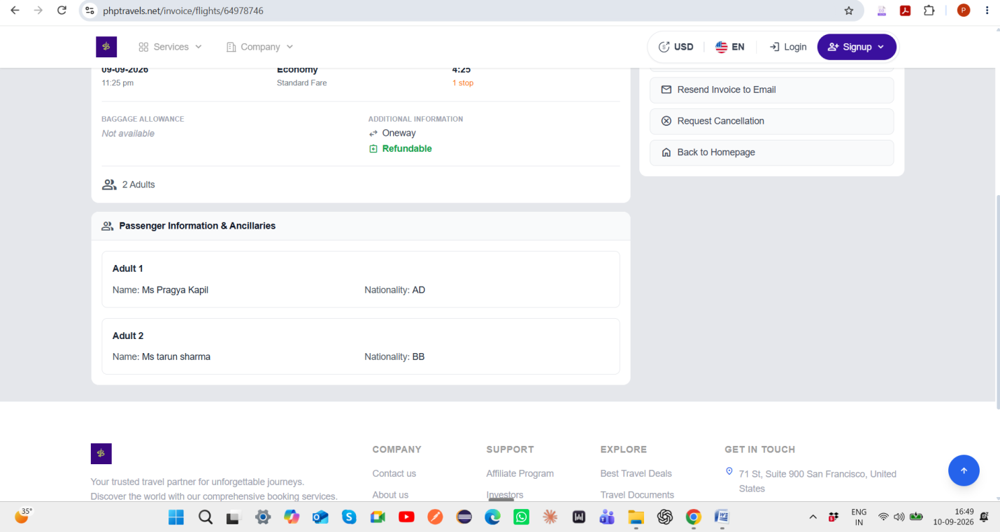 phptravels.net/invoice/flights/64978746
P
Services
Company
USD
EN
Login
Signup
09-09-2026
Economy
4:25
11:25 pm
Standard Fare
1 stop
BAGGAGE ALLOWANCE
Not available
ADDITIONAL INFORMATION
Oneway
Refundable
2 Adults
Resend Invoice to Email
Request Cancellation
Back to Homepage
Passenger Information & Ancillaries
Adult 1
Name: Ms Pragya Kapil
Nationality: AD
Adult 2
Name: Ms tarun sharma
Nationality: BB
Your trusted travel partner for unforgettable journeys.
Discover the world with our comprehensive booking services.
COMPANY
Contact us
About us
SUPPORT
Affiliate Program
Investors
EXPLORE
Best Travel Deals
Travel Documents
GET IN TOUCH
71 St, Suite 900 San Francisco, United
States
35°
ENG
IN
16:49
10-09-2026